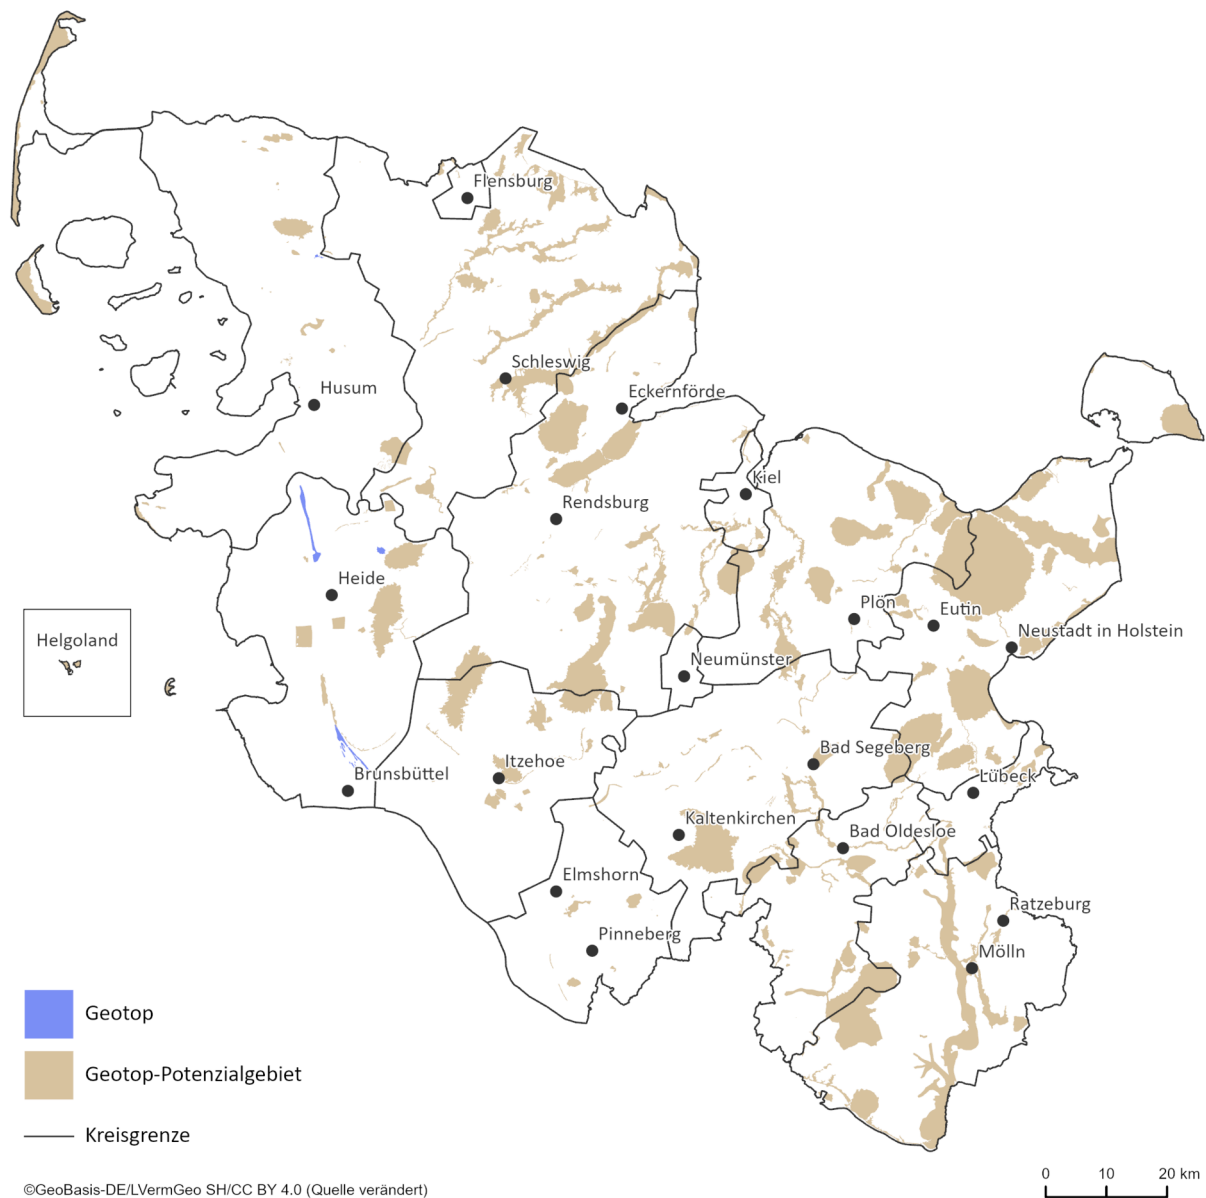 Flensburg
Schleswig
Husum
Eckernförde
Kiel
Rendsburg
Heide
Plön
Eutin
Neustadt in Holstein
Helgoland
Neumünster
Bad Segeberg
Itzehoe
Brunsbüttel
Lübeck
Kaltenkirchen
Bad Oldesloe
Elmshorn
Ratzeburg
Pinneberg
Mölln
Geotop
Geotop-Potenzialgebiet
Kreisgrenze
0 10 20 km
©GeoBasis-DE/LVermGeo SH/CC BY 4.0 (Quelle verändert)